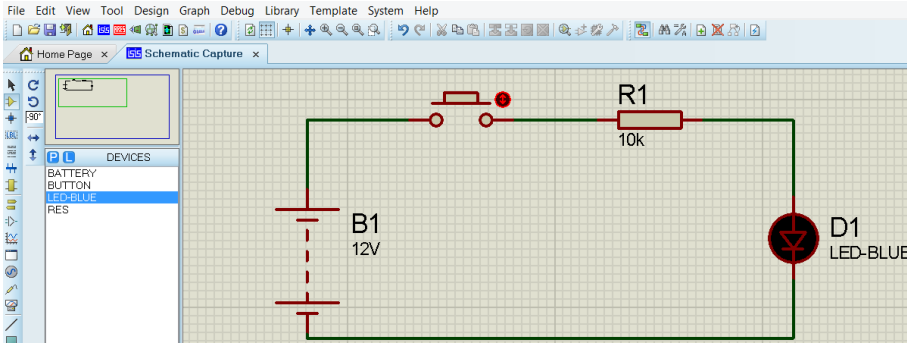 File Edit View Tool Design Graph Debug Library Template System Help
Home Page × Schematic Capture ×
-90°
P L DEVICES
BATTERY
BUTTON
LED-BLUE
RES
R1
10k
B1
12V
D1
LED-BLUE